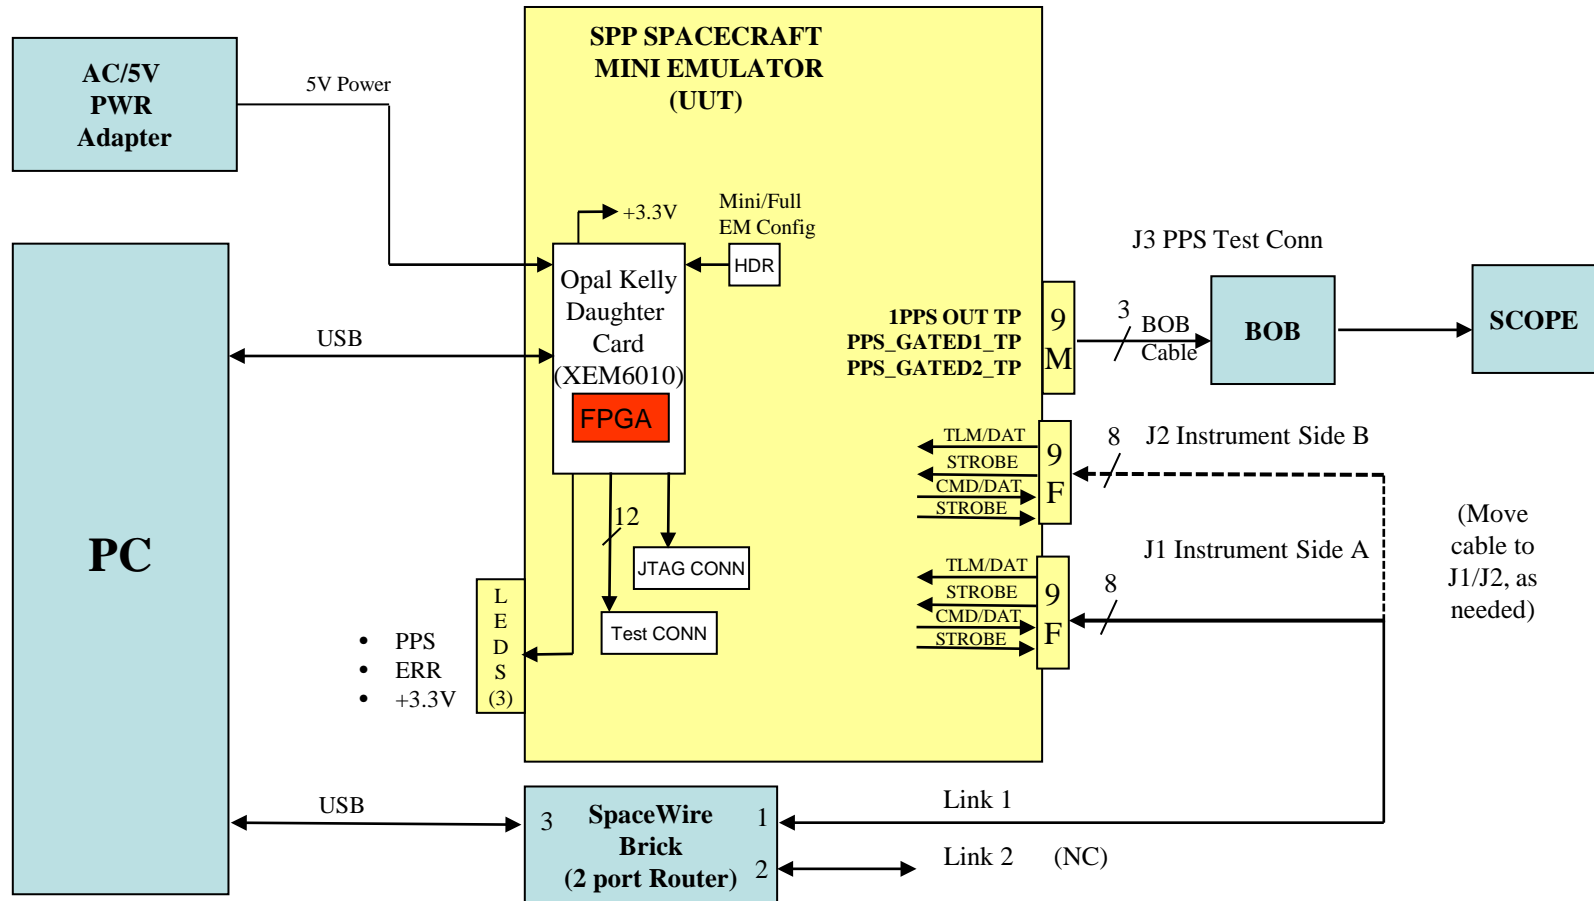 SPP SPACECRAFT
MINI EMULATOR
(UUT)
AC/5V
PWR
Adapter
5V Power
+3.3V
Mini/Full
EM Config
HDR
Opal Kelly
Daughter
Card
(XEM6010)
FPGA
USB
PC
12
JTAG CONN
Test CONN
L
E
D
S
(3)
• PPS
• ERR
• +3.3V
1PPS OUT TP
PPS_GATED1_TP
PPS_GATED2_TP
9
M
J3 PPS Test Conn
3
BOB
Cable
BOB
SCOPE
TLM/DAT
STROBE
CMD/DAT
STROBE
9
F
8
J2 Instrument Side B
TLM/DAT
STROBE
CMD/DAT
STROBE
9
F
8
J1 Instrument Side A
(Move
cable to
J1/J2, as
needed)
USB
3
SpaceWire
Brick
(2 port Router)
1
2
Link 1
Link 2 (NC)